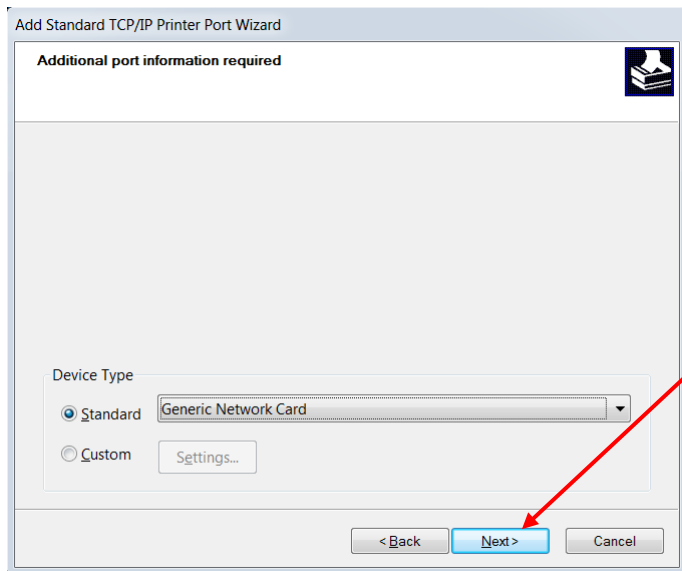 Add Standard TCP/IP Printer Port Wizard
Additional port information required
Device Type
Standard
Generic Network Card
Custom
Settings...
< Back
Next >
Cancel